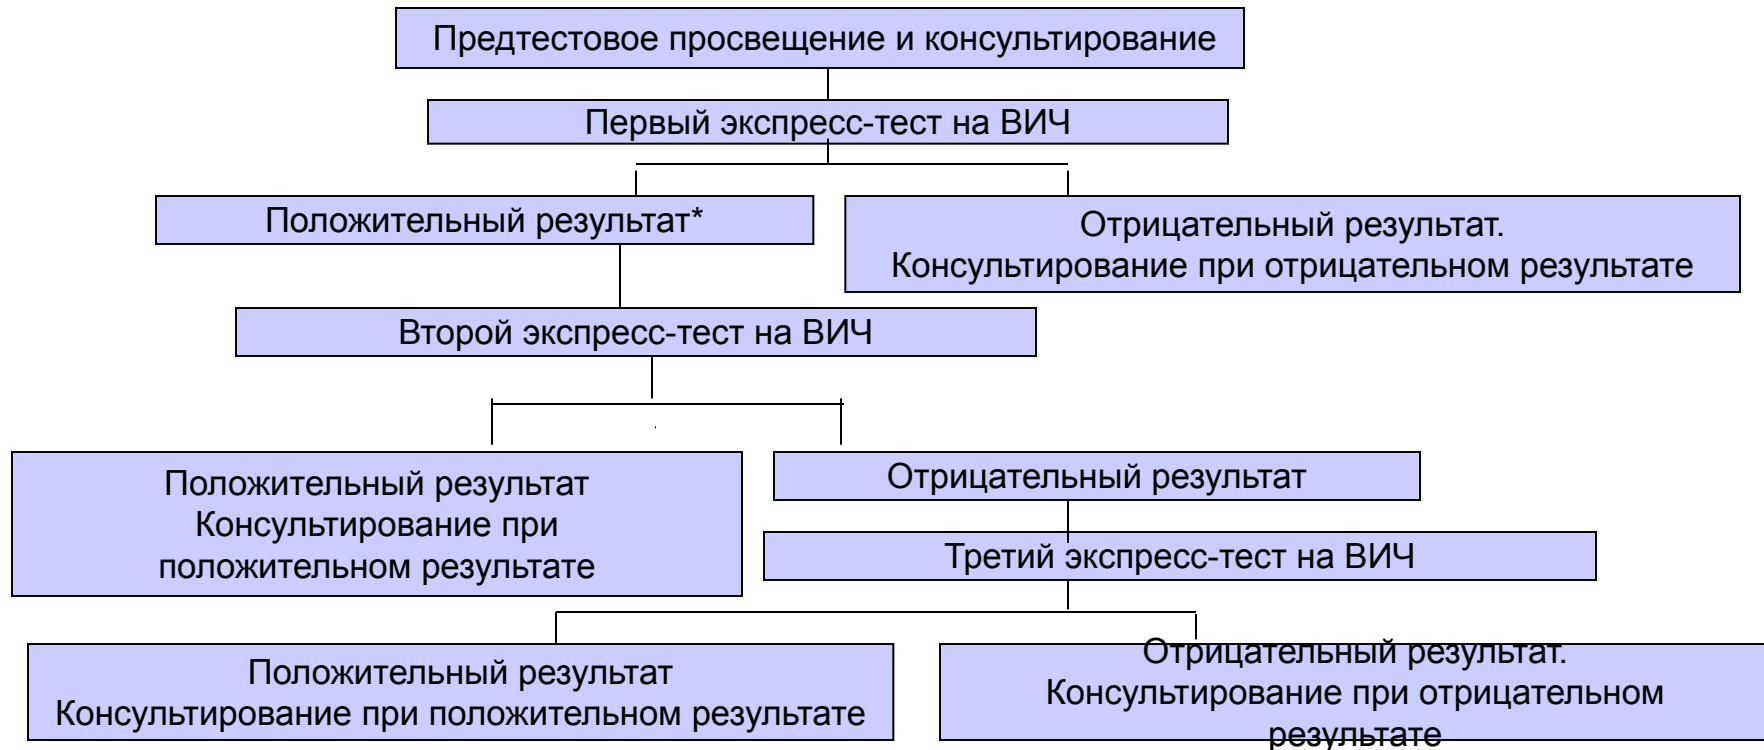 Предтестовое просвещение и консультирование
Первый экспресс-тест на ВИЧ
Положительный результат*
Отрицательный результат.
Консультирование при отрицательном результате
Второй экспресс-тест на ВИЧ
Положительный результат
Консультирование при
положительном результате
Отрицательный результат
Третий экспресс-тест на ВИЧ
Положительный результат
Консультирование при положительном результате
Отрицательный результат.
Консультирование при отрицательном
результате